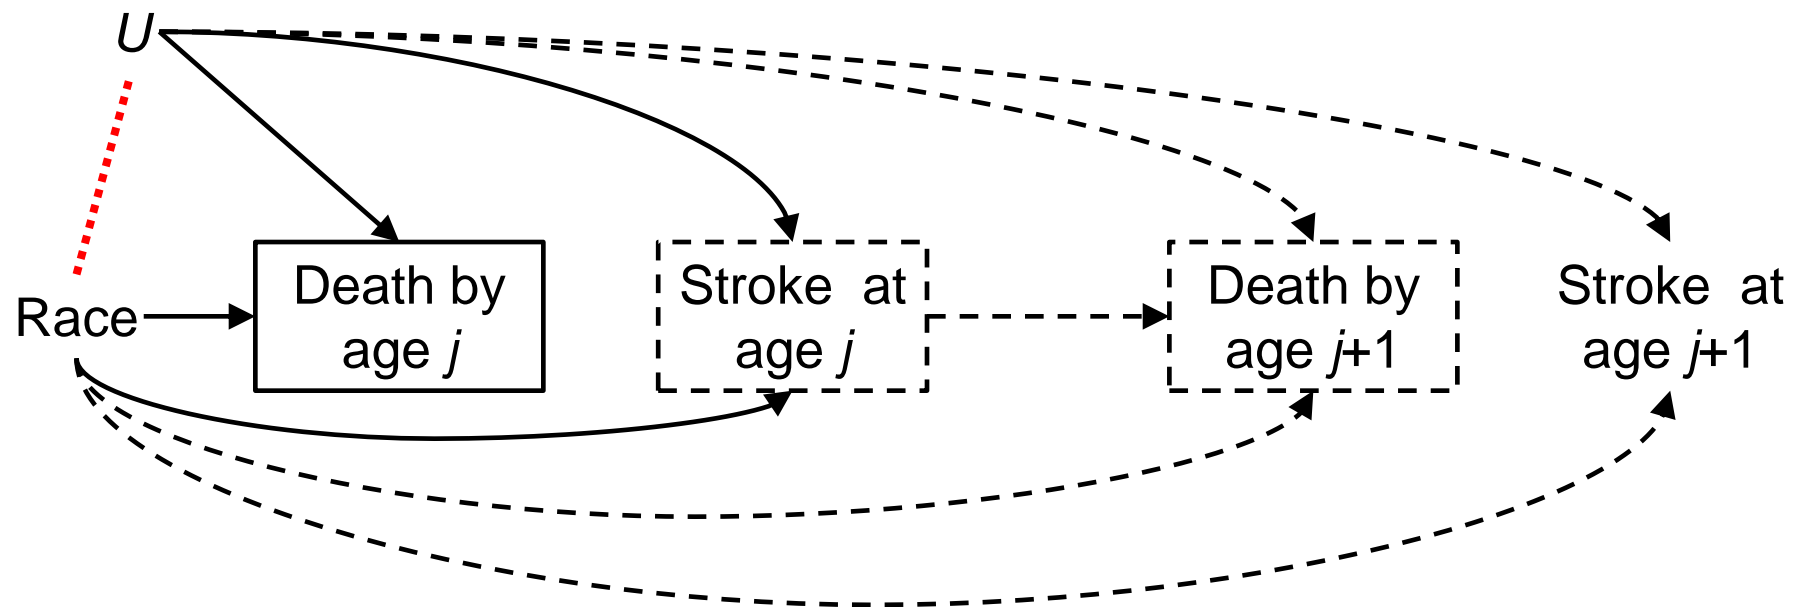 U
Race
Death by
age j
Stroke at
age j
Death by
age j+1
Stroke at
age j+1